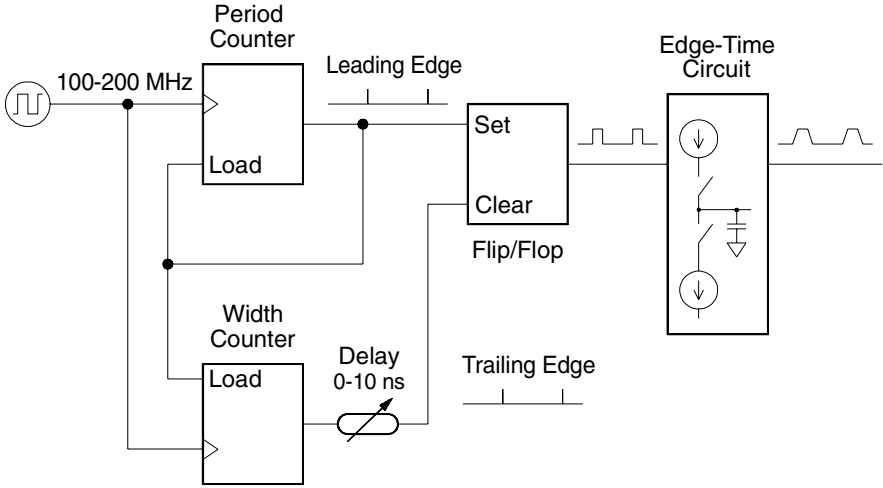 Period
Counter
100-200 MHz
Load
Leading Edge
Set
Clear
Flip/Flop
Edge-Time
Circuit
Width
Counter
Load
Delay
0-10 ns
Trailing Edge